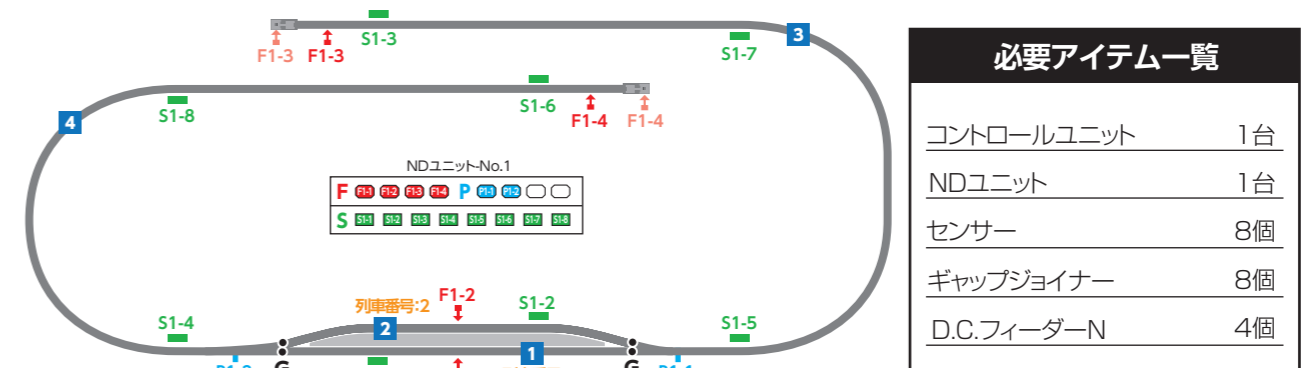 S1-3
3
F1-3 F1-3
S1-7
4
S1-8
S1-6
F1-4 F1-4
NDユニット-No.1
F F1-1 F1-2 F1-3 F1-4 P P1-1 P1-2
S S1-1 S1-2 S1-3 S1-4 S1-5 S1-6 S1-7 S1-8
列車番号:2
F1-2
S1-2
S1-4
2
S1-5
1
G
G
必要アイテム一覧
コントロールユニット 1台
NDユニット 1台
センサー 8個
ギャップジョイナー 8個
D.C.フィーダーN 4個